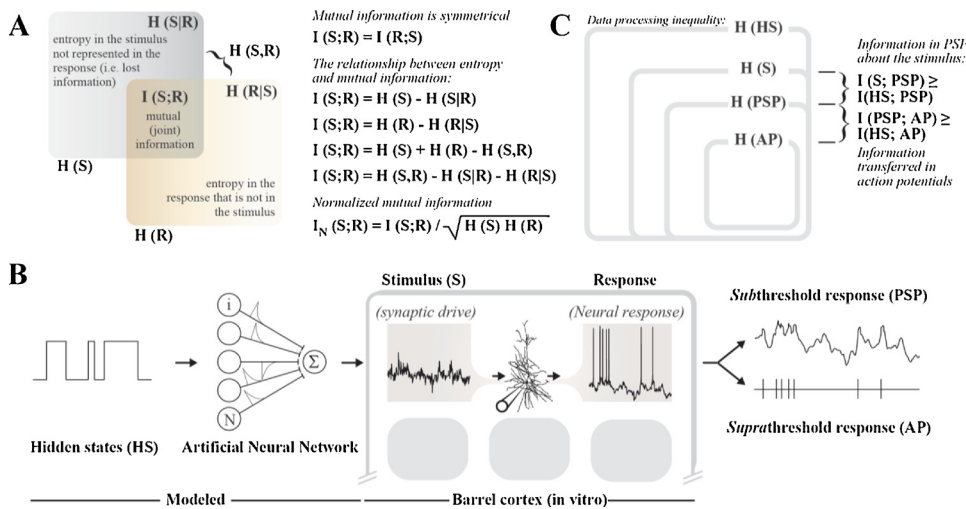 A
H (S|R)
entropy in the stimulus
not represented in the
response (i.e. lost
information)
H (S,R)
H (R|S)
I (S;R)
mutual
(joint)
information
H (S)
entropy in the
response that is not in
the stimulus
H (R)
Mutual information is symmetrical
I (S;R) = I (R;S)
The relationship between entropy
and mutual information:
I (S;R) = H (S) - H (S|R)
I (S;R) = H (R) - H (R|S)
I (S;R) = H (S) + H (R) - H (S,R)
I (S;R) = H (S,R) - H (S|R) - H (R|S)
Normalized mutual information
I_N (S;R) = I (S;R) / √H (S) H (R)
C
Data processing inequality:
H (HS)
H (S)
H (PSP)
H (AP)
Information in PSP
about the stimulus:
I (S; PSP) ≥
I(HS; PSP)
I (PSP; AP) ≥
I(HS; AP)
Information
transferred in
action potentials
B
Hidden states (HS)
i
N
Σ
Artificial Neural Network
Stimulus (S)
(synaptic drive)
Response
(Neural response)
Subthreshold response (PSP)
Suprathreshold response (AP)
Modeled
Barrel cortex (in vitro)